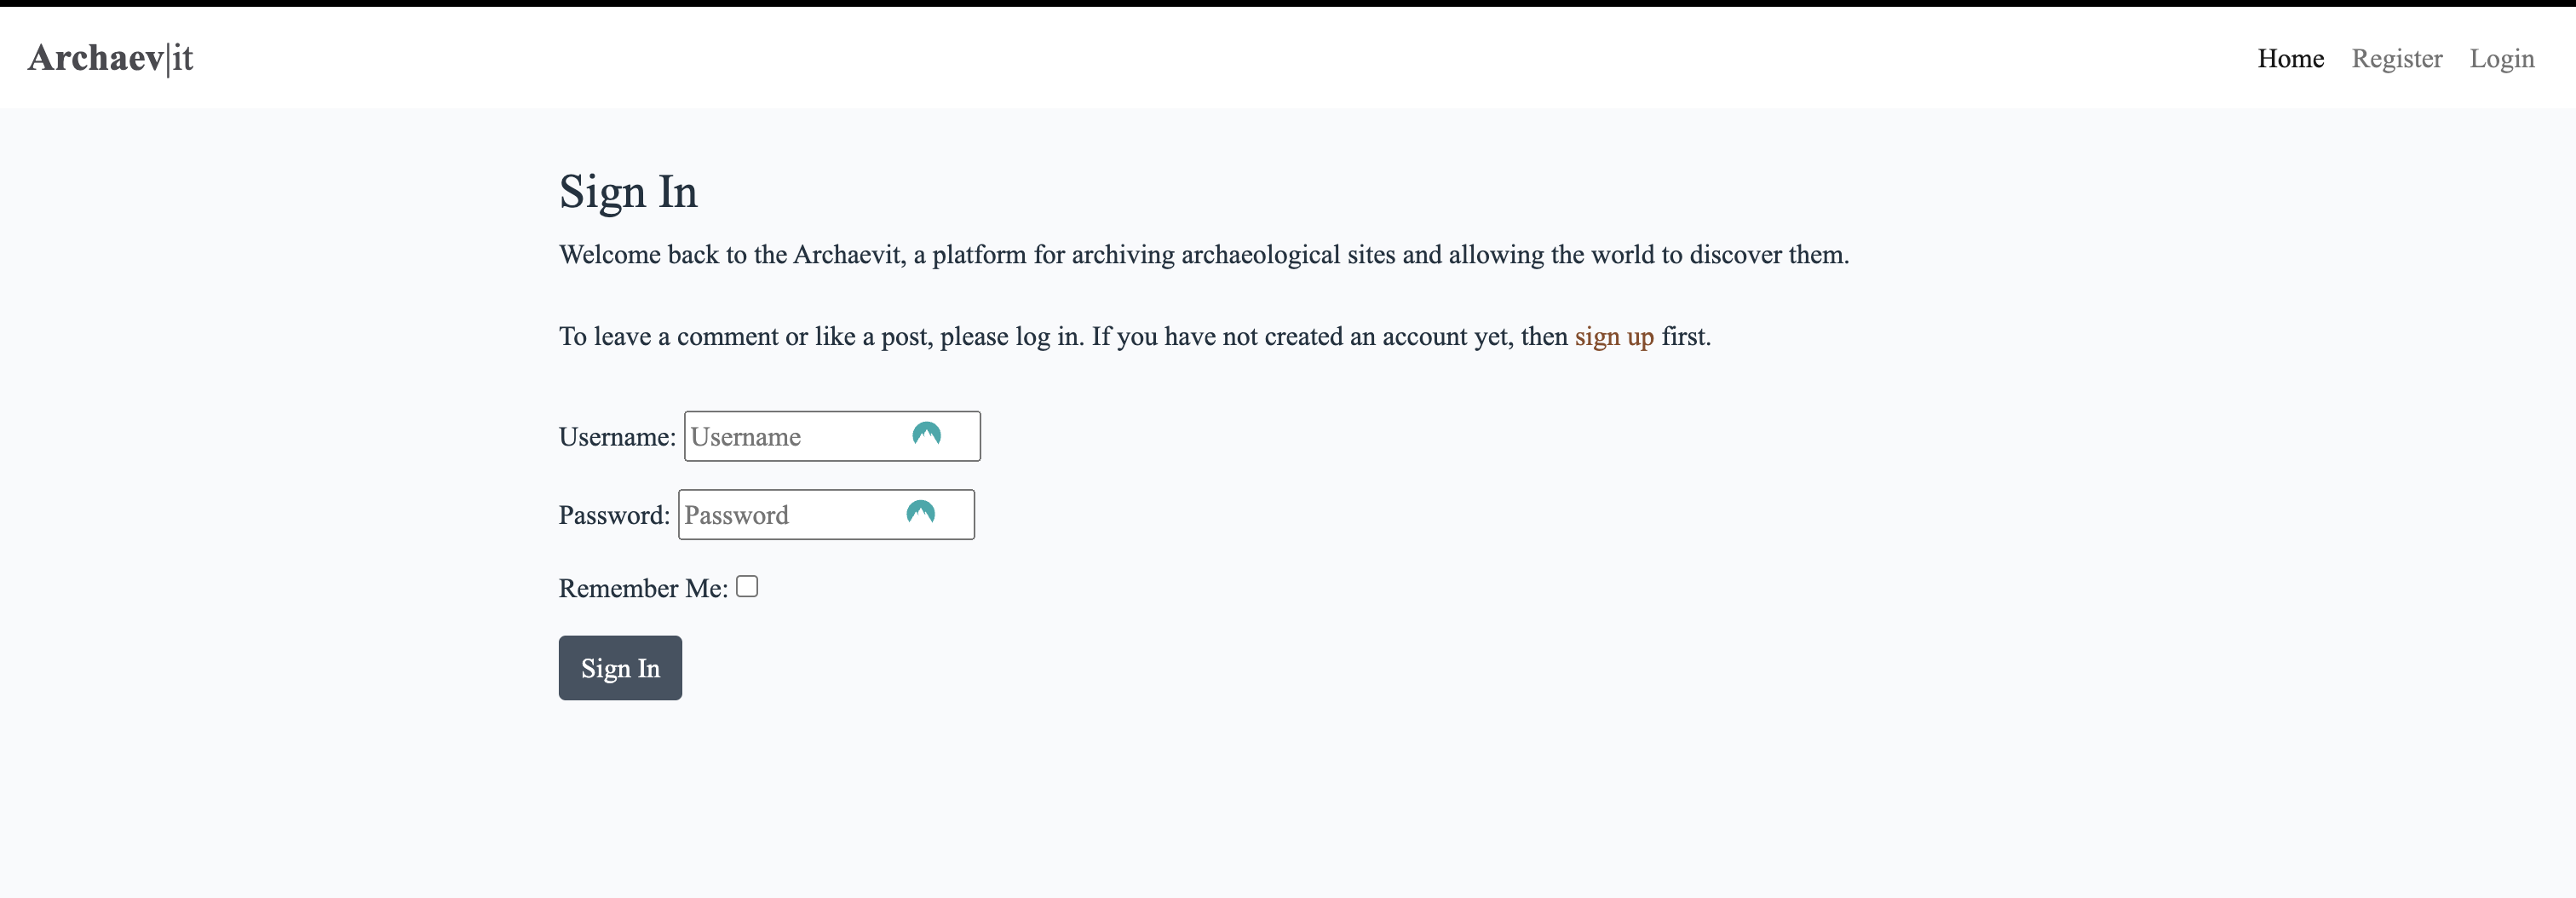 Archaev|it
Home Register Login
Sign In
Welcome back to the Archaevit, a platform for archiving archaeological sites and allowing the world to discover them.
To leave a comment or like a post, please log in. If you have not created an account yet, then sign up first.
Username: Username
Password: Password
Remember Me:
Sign In